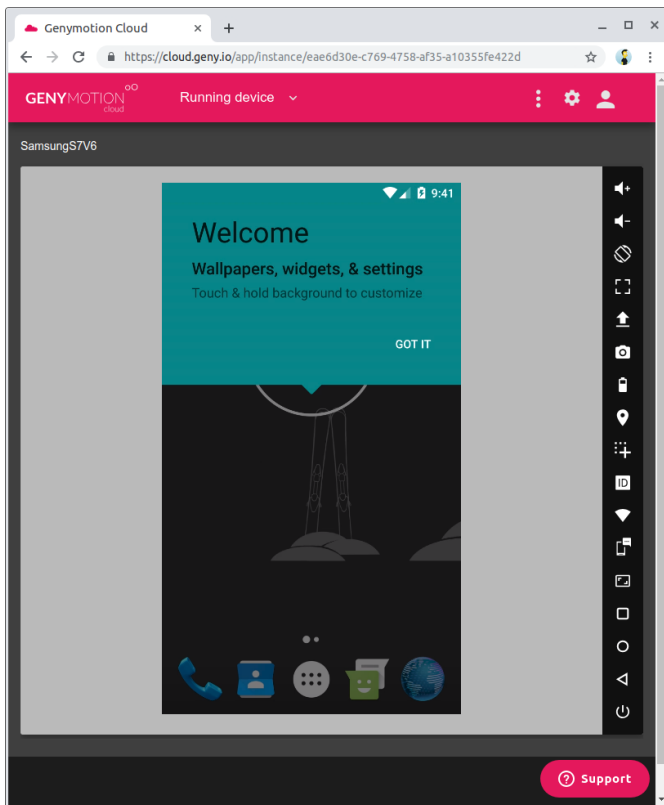 Genymotion Cloud
https://cloud.geny.io/app/instance/eae6d30e-c769-4758-af35-a10355fe422d
GENYMOTION
cloud
Running device
SamsungS7V6
9:41
Welcome
Wallpapers, widgets, & settings
Touch & hold background to customize
GOT IT
ID
Support